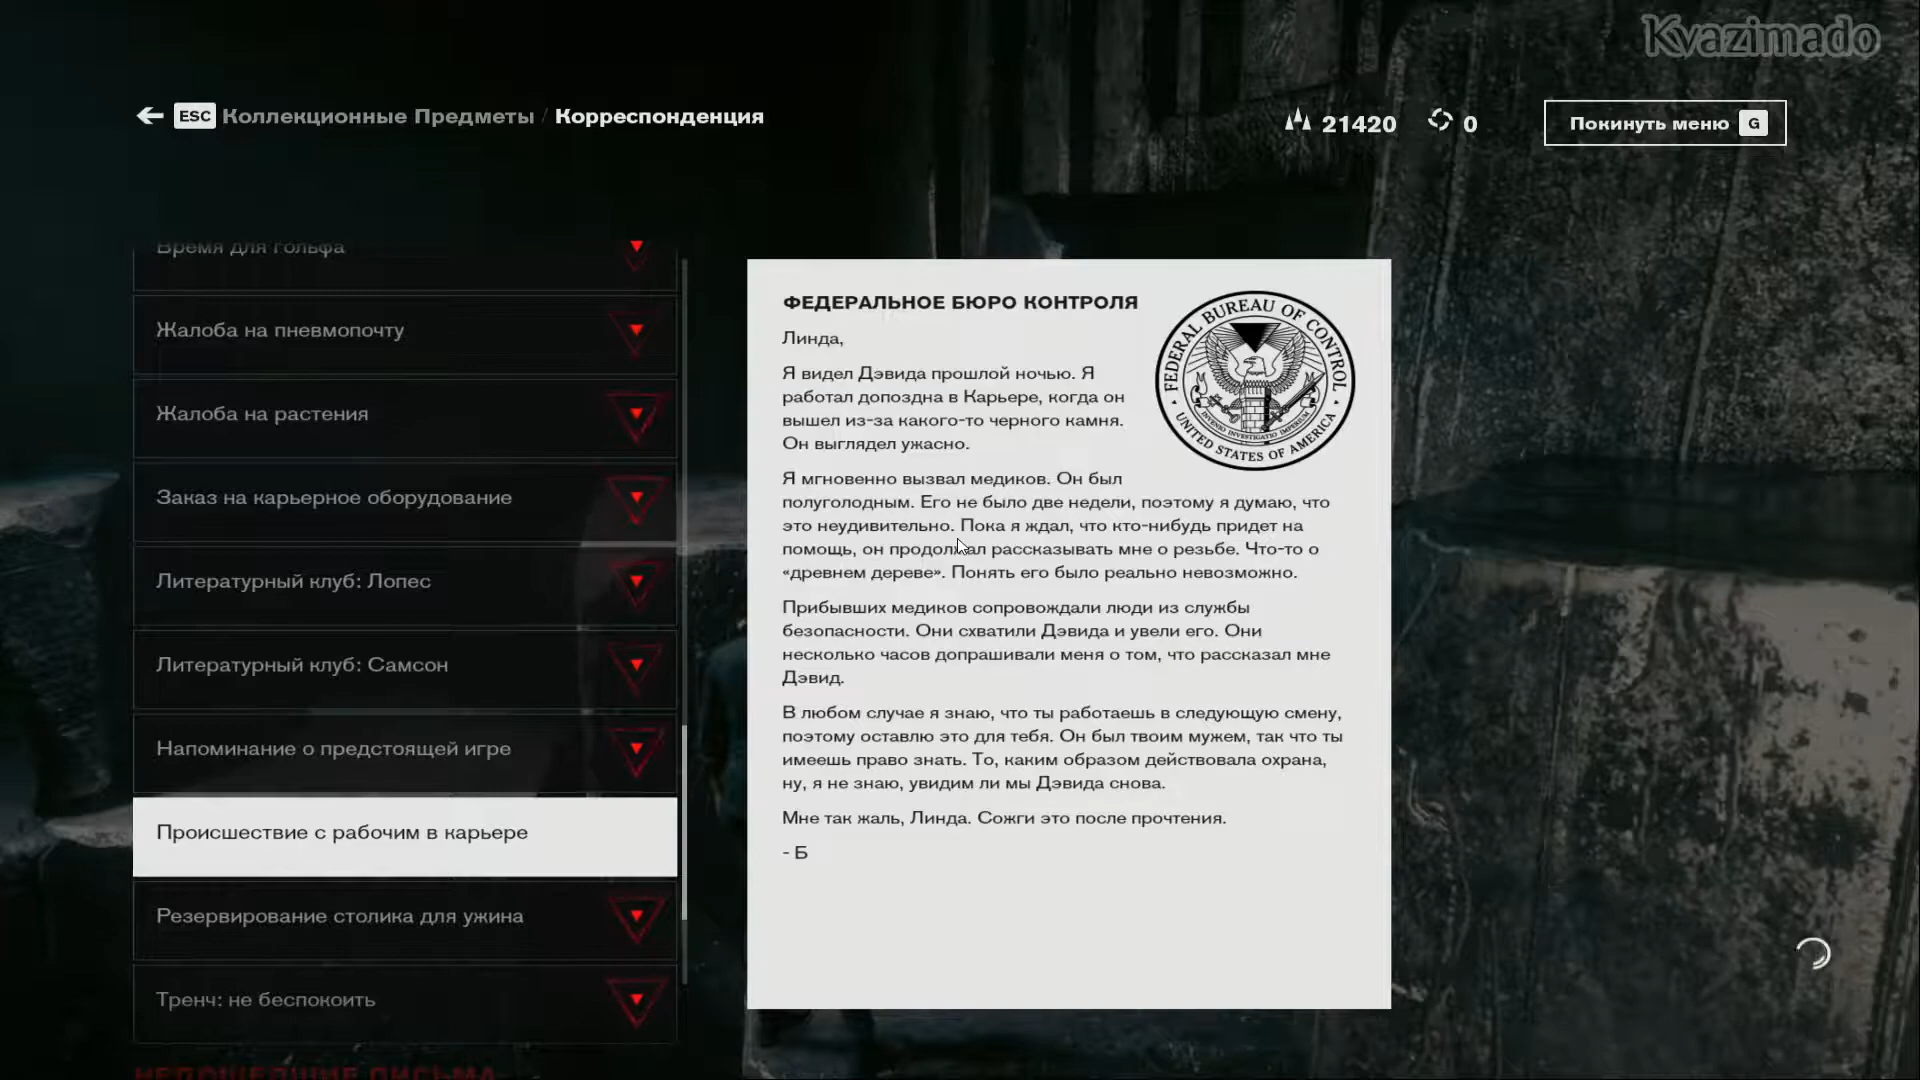 Kvazimado
ESC Коллекционные Предметы / Корреспонденция
21420
0
Покинуть меню G
Время для гольфа
Жалоба на пневмопочту
Жалоба на растения
Заказ на карьерное оборудование
Литературный клуб: Лопес
Литературный клуб: Самсон
Напоминание о предстоящей игре
Происшествие с рабочим в карьере
Резервирование столика для ужина
Тренч: не беспокоить
НЕДОШЕДШИЕ ПИСЬМА
ФЕДЕРАЛЬНОЕ БЮРО КОНТРОЛЯ
FEDERAL BUREAU OF CONTROL
INVENIO INVESTIGATIO IMPERIUM
UNITED STATES OF AMERICA
Линда,
Я видел Дэвида прошлой ночью. Я
работал допоздна в Карьере, когда он
вышел из-за какого-то черного камня.
Он выглядел ужасно.
Я мгновенно вызвал медиков. Он был
полуголодным. Его не было две недели, поэтому я думаю, что
это неудивительно. Пока я ждал, что кто-нибудь придет на
помощь, он продолжал рассказывать мне о резьбе. Что-то о
«древнем дереве». Понять его было реально невозможно.
Прибывших медиков сопровождали люди из службы
безопасности. Они схватили Дэвида и увели его. Они
несколько часов допрашивали меня о том, что рассказал мне
Дэвид.
В любом случае я знаю, что ты работаешь в следующую смену,
поэтому оставлю это для тебя. Он был твоим мужем, так что ты
имеешь право знать. То, каким образом действовала охрана,
ну, я не знаю, увидим ли мы Дэвида снова.
Мне так жаль, Линда. Сожги это после прочтения.
- Б